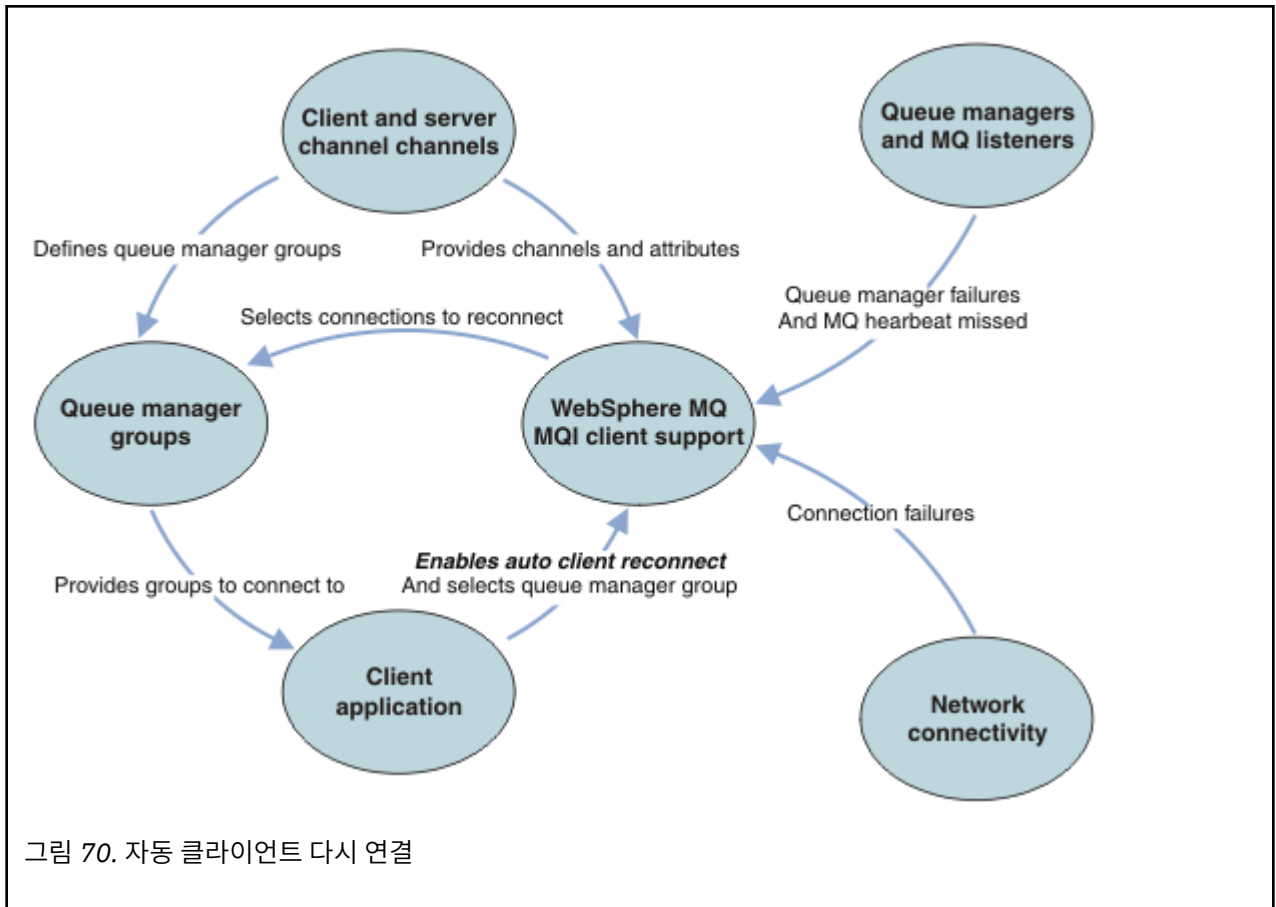 Client and server
channel channels
Queue managers
and MQ listeners
Defines queue manager groups
Provides channels and attributes
Queue manager failures
And MQ hearbeat missed
Selects connections to reconnect
Queue manager
groups
WebSphere MQ
MQI client support
Connection failures
Enables auto client reconnect
And selects queue manager group
Provides groups to connect to
Client
application
Network
connectivity
그림 70. 자동 클라이언트 다시 연결